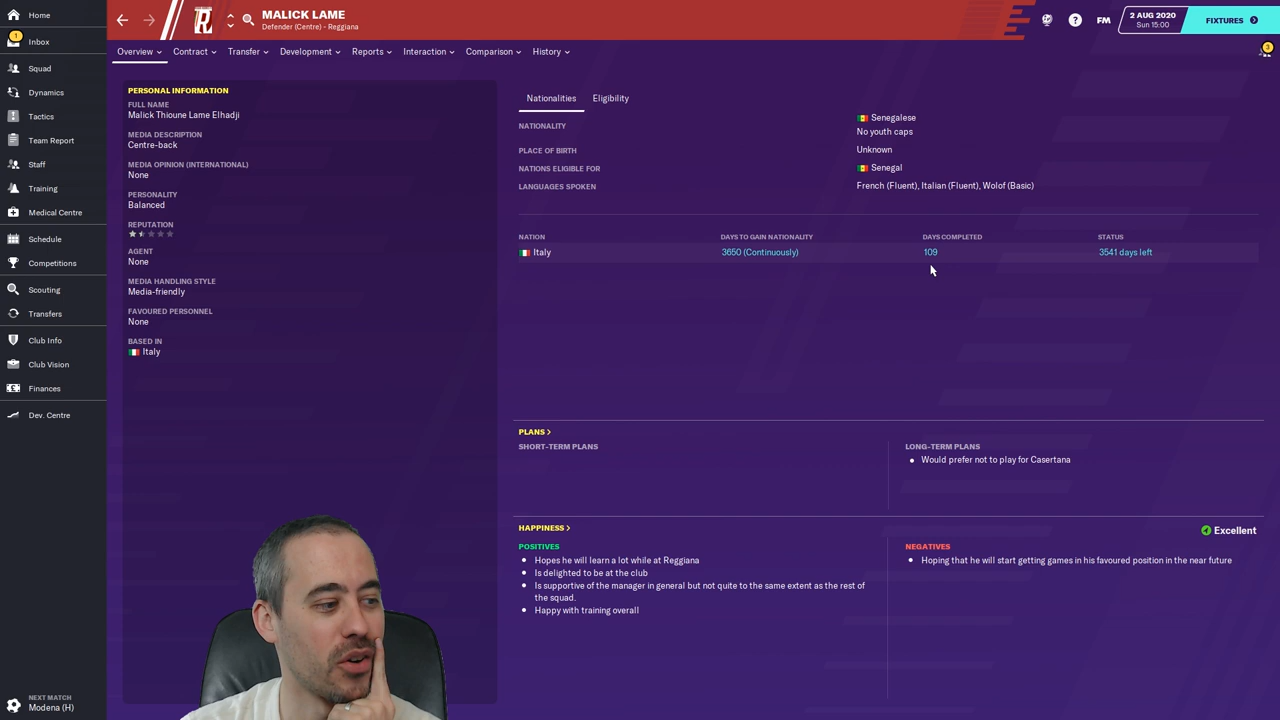 Home
MALICK LAME
Defender (Centre) - Reggiana
FM
2 AUG 2020
Sun 15:00
FIXTURES
1
Inbox
Squad
Dynamics
Tactics
Team Report
Staff
Training
Medical Centre
Schedule
Competitions
Scouting
Transfers
Club Info
Club Vision
Finances
Dev. Centre
NEXT MATCH
Modena (H)
Overview
Contract
Transfer
Development
Reports
Interaction
Comparison
History
3
PERSONAL INFORMATION
FULL NAME
Malick Thioune Lame Elhadji
MEDIA DESCRIPTION
Centre-back
MEDIA OPINION (INTERNATIONAL)
None
PERSONALITY
Balanced
REPUTATION
AGENT
None
MEDIA HANDLING STYLE
Media-friendly
FAVOURED PERSONNEL
None
BASED IN
Italy
Nationalities
Eligibility
NATIONALITY
Senegalese
No youth caps
PLACE OF BIRTH
Unknown
NATIONS ELIGIBLE FOR
Senegal
LANGUAGES SPOKEN
French (Fluent), Italian (Fluent), Wolof (Basic)
NATION DAYS TO GAIN NATIONALITY DAYS COMPLETED STATUS
Italy 3650 (Continuously) 109 3541 days left
PLANS >
SHORT-TERM PLANS
LONG-TERM PLANS
Would prefer not to play for Casertana
HAPPINESS >
Excellent
POSITIVES
Hopes he will learn a lot while at Reggiana
Is delighted to be at the club
Is supportive of the manager in general but not quite to the same extent as the rest of
the squad.
Happy with training overall
NEGATIVES
Hoping that he will start getting games in his favoured position in the near future